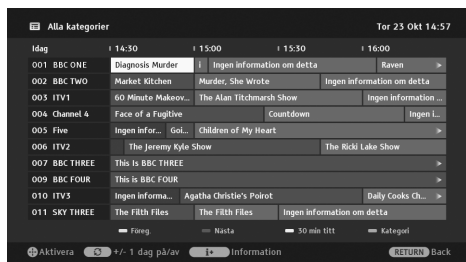 Alla kategorier Tor 23 Okt 14:57
Idag 14:30 15:00 15:30 16:00
001 BBC ONE Diagnosis Murder i Ingen information om detta Raven
002 BBC TWO Market Kitchen Murder, She Wrote Ingen information om detta
003 ITV1 60 Minute Makeov... The Alan Titchmarsh Show Ingen information ...
004 Channel 4 Face of a Fugitive Countdown Ingen i...
005 Five Ingen infor... Goi... Children of My Heart
006 ITV2 The Jeremy Kyle Show The Ricki Lake Show
007 BBC THREE This Is BBC THREE
009 BBC FOUR This is BBC FOUR
010 ITV3 Ingen informa... Agatha Christie's Poirot Daily Cooks Ch...
011 SKY THREE The Filth Files The Filth Files Ingen information om detta
Föreg. Nästa 30 min titt Kategori
Aktivera +/- 1 dag på/av i+ Information RETURN Back